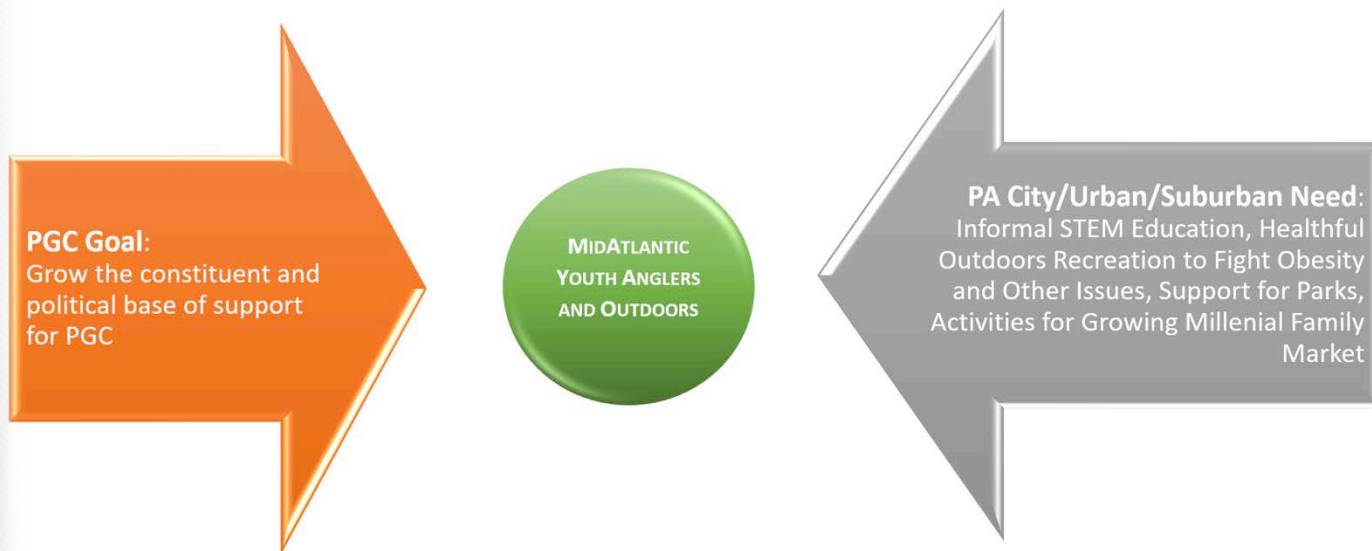 PGC Goal:
Grow the constituent and
political base of support
for PGC
MIDATLANTIC
YOUTH ANGLERS
AND OUTDOORS
PA City/Urban/Suburban Need:
Informal STEM Education, Healthful
Outdoors Recreation to Fight Obesity
and Other Issues, Support for Parks,
Activities for Growing Millenial Family
Market